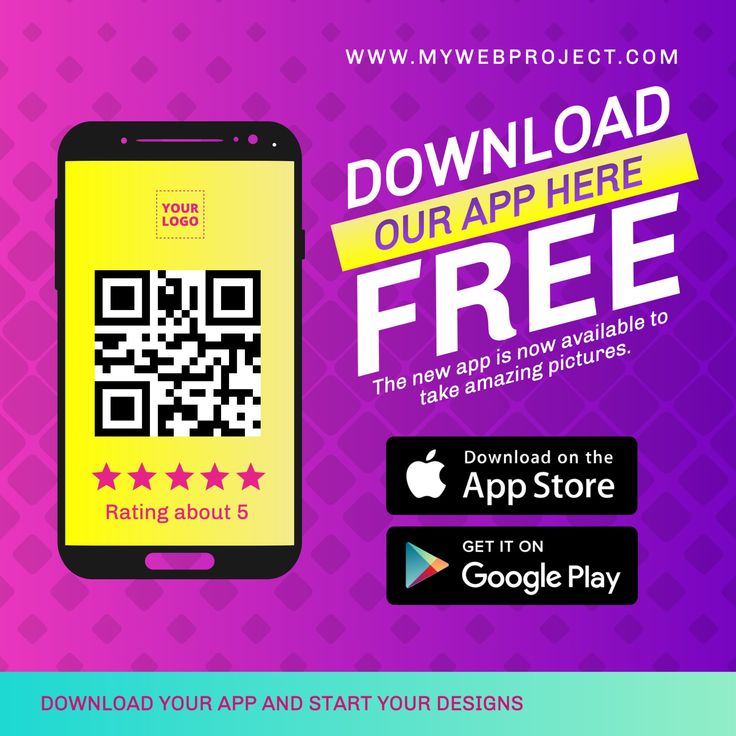 WWW.MYWEBPROJECT.COM
DOWNLOAD
OUR APP HERE
FREE
The new app is now available to
take amazing pictures.
YOUR
LOGO
Rating about 5
Download on the
App Store
GET IT ON
Google Play
DOWNLOAD YOUR APP AND START YOUR DESIGNS